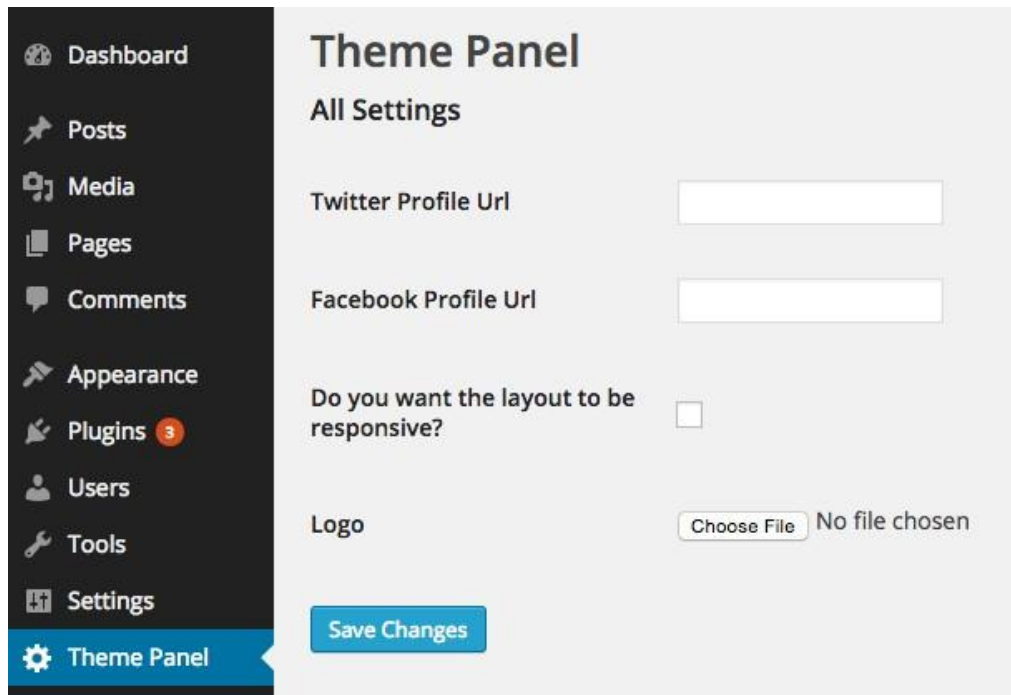 Dashboard
Posts
Media
Pages
Comments
Appearance
Plugins 3
Users
Tools
Settings
Theme Panel
Theme Panel
All Settings
Twitter Profile Url
Facebook Profile Url
Do you want the layout to be
responsive?
Logo
Choose File No file chosen
Save Changes